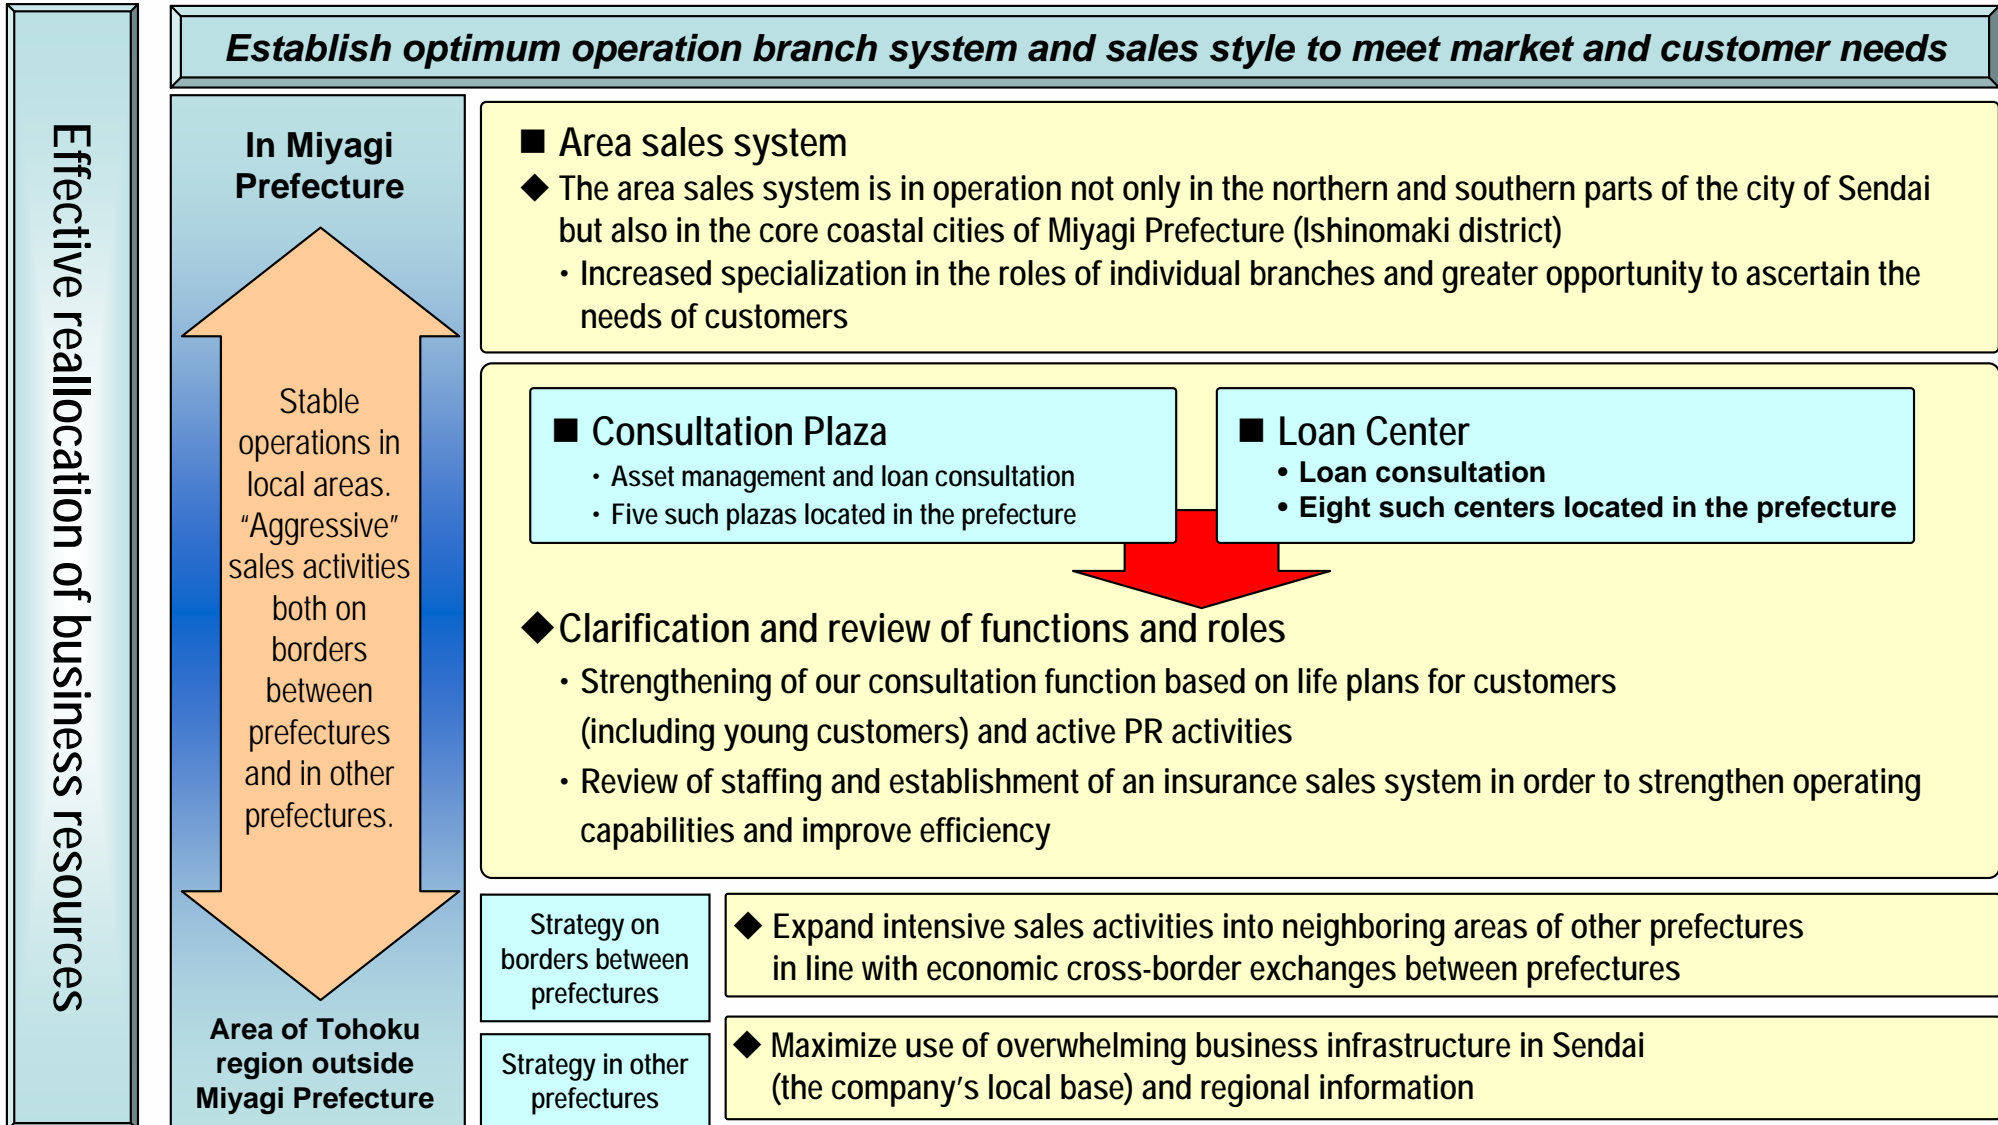 Effective reallocation of business resources
Establish optimum operation branch system and sales style to meet market and customer needs
In Miyagi
Prefecture
Stable
operations in
local areas.
“Aggressive”
sales activities
both on
borders
between
prefectures
and in other
prefectures.
Area of Tohoku
region outside
Miyagi Prefecture
■ Area sales system
◆ The area sales system is in operation not only in the northern and southern parts of the city of Sendai
but also in the core coastal cities of Miyagi Prefecture (Ishinomaki district)
・Increased specialization in the roles of individual branches and greater opportunity to ascertain the
needs of customers
■ Consultation Plaza
・Asset management and loan consultation
・Five such plazas located in the prefecture
■ Loan Center
• Loan consultation
• Eight such centers located in the prefecture
◆Clarification and review of functions and roles
・Strengthening of our consultation function based on life plans for customers
(including young customers) and active PR activities
・Review of staffing and establishment of an insurance sales system in order to strengthen operating
capabilities and improve efficiency
Strategy on
borders between
prefectures
◆ Expand intensive sales activities into neighboring areas of other prefectures
in line with economic cross-border exchanges between prefectures
Strategy in other
prefectures
◆ Maximize use of overwhelming business infrastructure in Sendai
(the company’s local base) and regional information